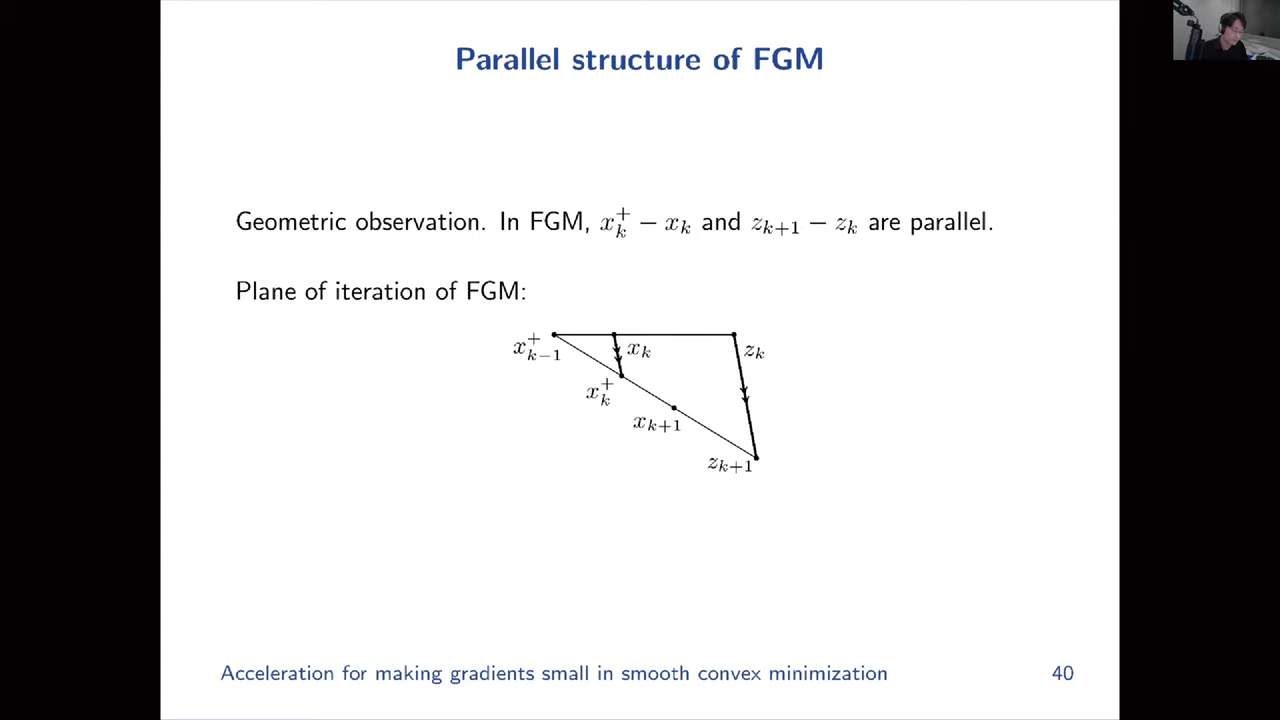 Parallel structure of FGM
Geometric observation. In FGM, $x_k^+ - x_k$ and $z_{k+1} - z_k$ are parallel.
Plane of iteration of FGM:
$x_{k-1}^+$
$x_k$
$z_k$
$x_k^+$
$x_{k+1}$
$z_{k+1}$
Acceleration for making gradients small in smooth convex minimization 40